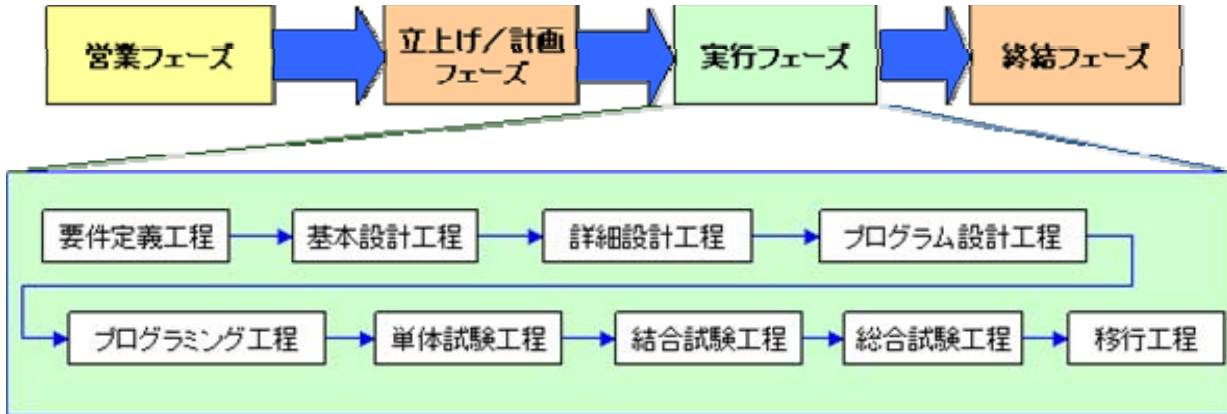 営業フェーズ
立上げ／計画
フェーズ
実行フェーズ
終結フェーズ
要件定義工程
基本設計工程
詳細設計工程
プログラム設計工程
プログラミング工程
単体試験工程
結合試験工程
総合試験工程
移行工程